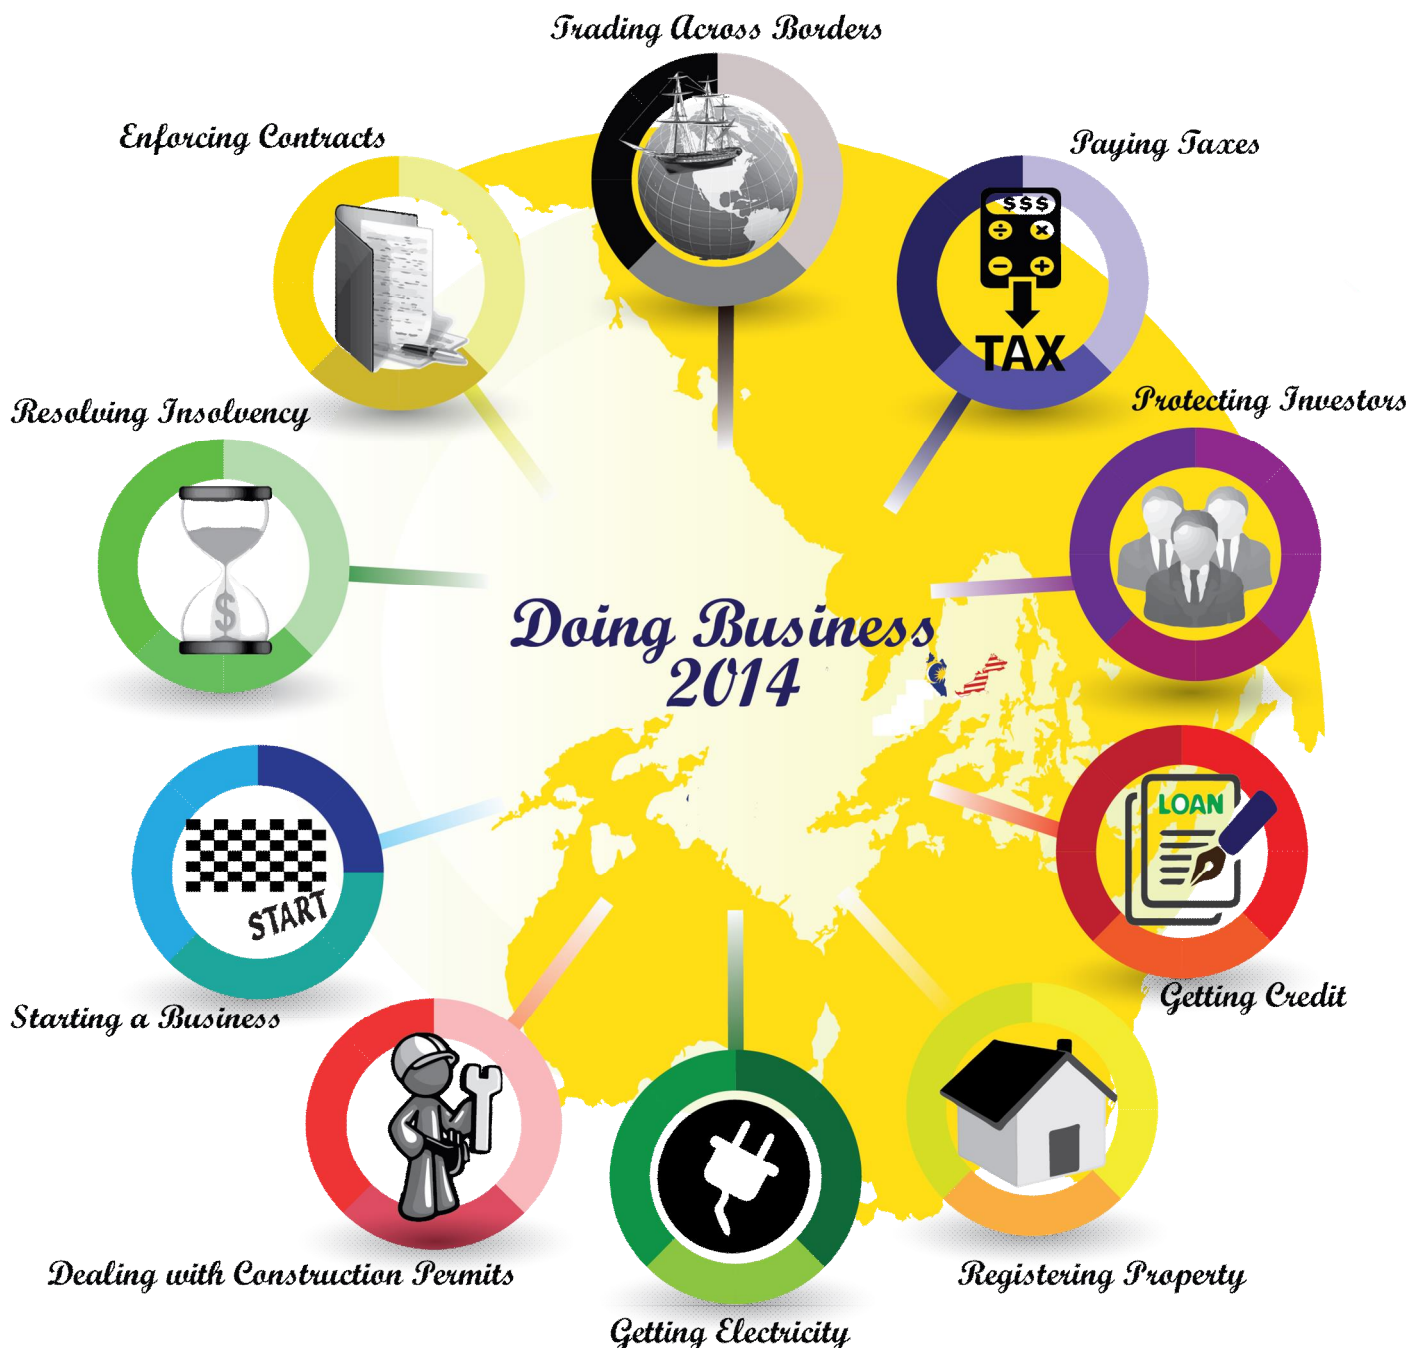 Trading Across Borders
Enforcing Contracts
Paying Taxes
$$$
÷ ×
− +
TAX
Resolving Insolvency
Protecting Investors
$
Doing Business
2014
LOAN
START
Getting Credit
Starting a Business
Dealing with Construction Permits
Registering Property
Getting Electricity